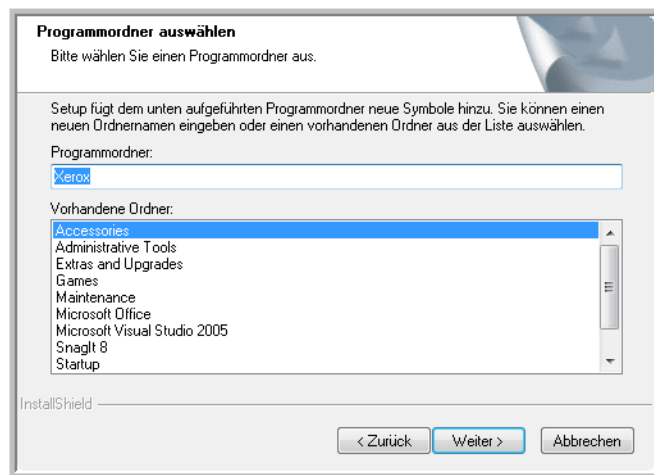 Programmordner auswählen
Bitte wählen Sie einen Programmordner aus.
Setup fügt dem unten aufgeführten Programmordner neue Symbole hinzu. Sie können einen
neuen Ordnernamen eingeben oder einen vorhandenen Ordner aus der Liste auswählen.
Programmordner:
Xerox
Vorhandene Ordner:
Accessories
Administrative Tools
Extras and Upgrades
Games
Maintenance
Microsoft Office
Microsoft Visual Studio 2005
SnagIt 8
Startup
InstallShield
< Zurück Weiter > Abbrechen